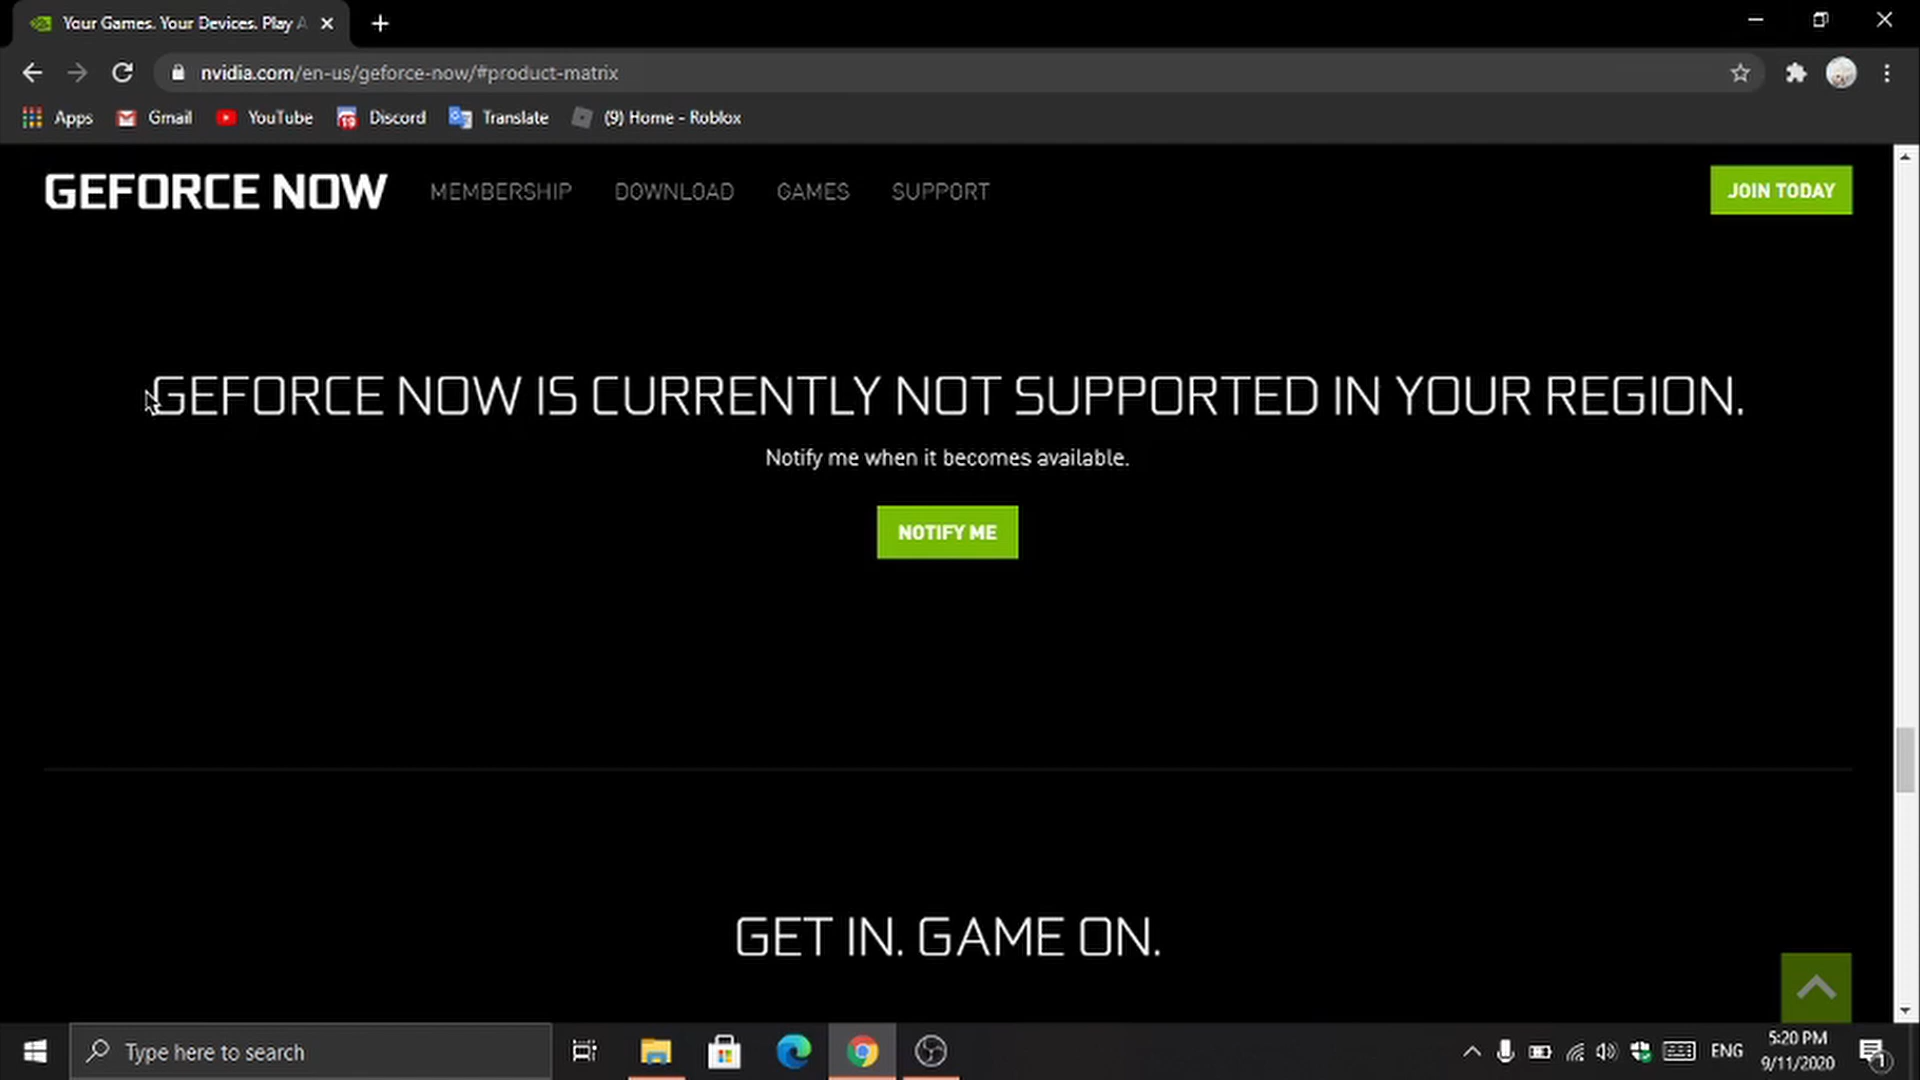 Your Games. Your Devices. Play A
nvidia.com/en-us/geforce-now/#product-matrix
Apps Gmail YouTube 19 Discord Translate (9) Home - Roblox
GEFORCE NOW MEMBERSHIP DOWNLOAD GAMES SUPPORT JOIN TODAY
GEFORCE NOW IS CURRENTLY NOT SUPPORTED IN YOUR REGION.
Notify me when it becomes available.
NOTIFY ME
GET IN. GAME ON.
Type here to search
ENG
5:20 PM
9/11/2020
1